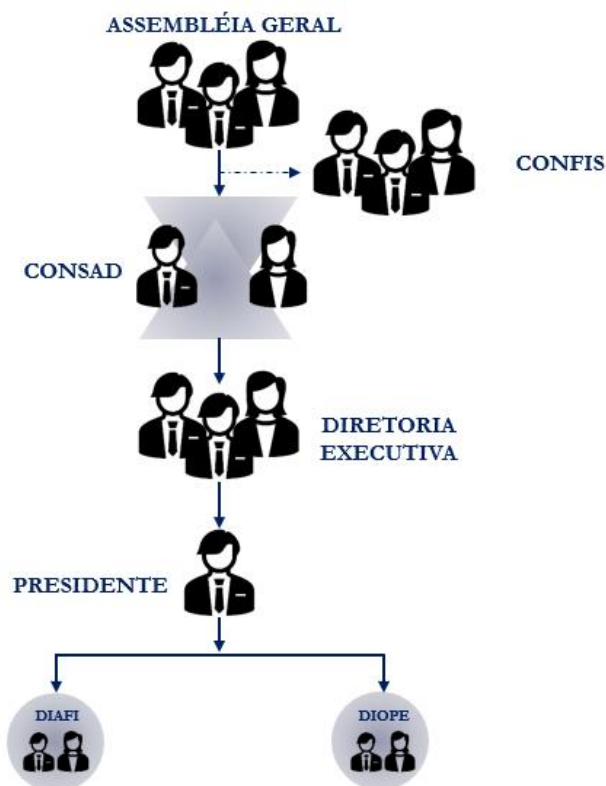 ASSEMBLÉIA GERAL
CONFIS
CONSAD
DIRETORIA
EXECUTIVA
PRESIDENTE
DIAFI
DIOPE